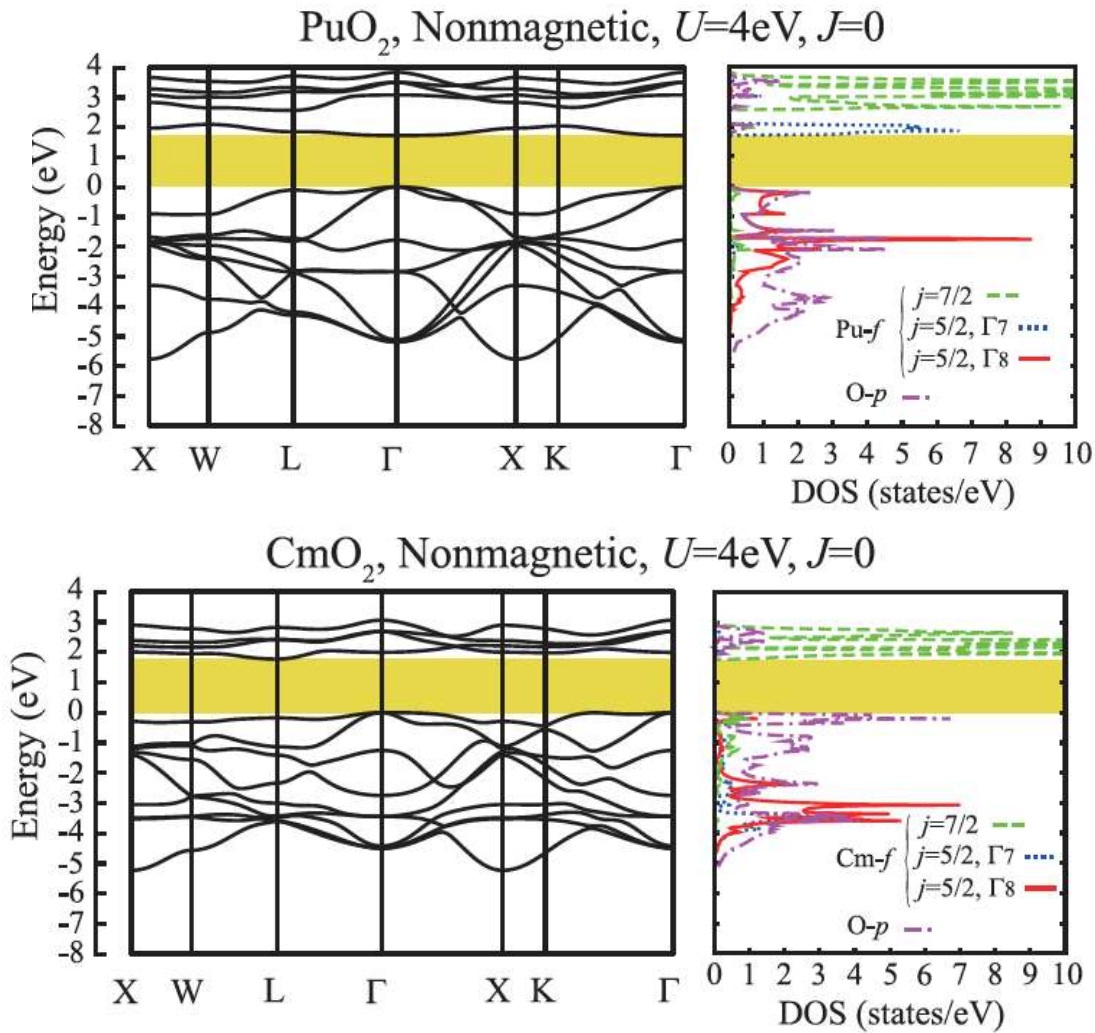 PuO₂, Nonmagnetic, U=4eV, J=0
Energy (eV)
4
3
2
1
0
-1
-2
-3
-4
-5
-6
-7
-8
X W L Γ X K Γ
Pu-f
j=7/2
j=5/2, Γ7
j=5/2, Γ8
O-p
0 1 2 3 4 5 6 7 8 9 10
DOS (states/eV)
CmO₂, Nonmagnetic, U=4eV, J=0
Energy (eV)
4
3
2
1
0
-1
-2
-3
-4
-5
-6
-7
-8
X W L Γ X K Γ
Cm-f
j=7/2
j=5/2, Γ7
j=5/2, Γ8
O-p
0 1 2 3 4 5 6 7 8 9 10
DOS (states/eV)